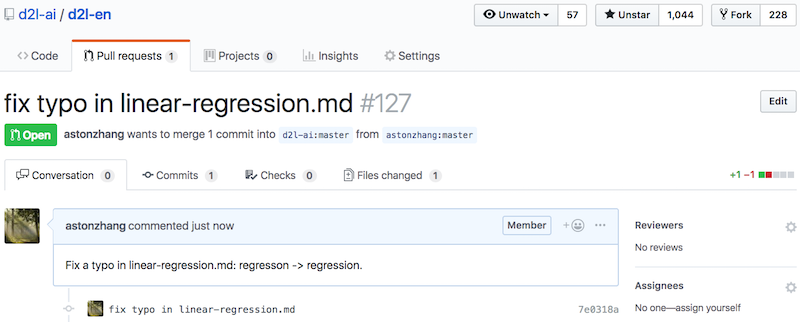 d2l-ai / d2l-en
Unwatch 57 Unstar 1,044 Fork 228
Code Pull requests 1 Projects 0 Insights Settings
fix typo in linear-regression.md #127 Edit
Open astonzhang wants to merge 1 commit into d2l-ai:master from astonzhang:master
Conversation 0 Commits 1 Checks 0 Files changed 1 +1 −1
astonzhang commented just now Member
Fix a typo in linear-regression.md: regresson -> regression.
fix typo in linear-regression.md 7e0318a
Reviewers
No reviews
Assignees
No one—assign yourself